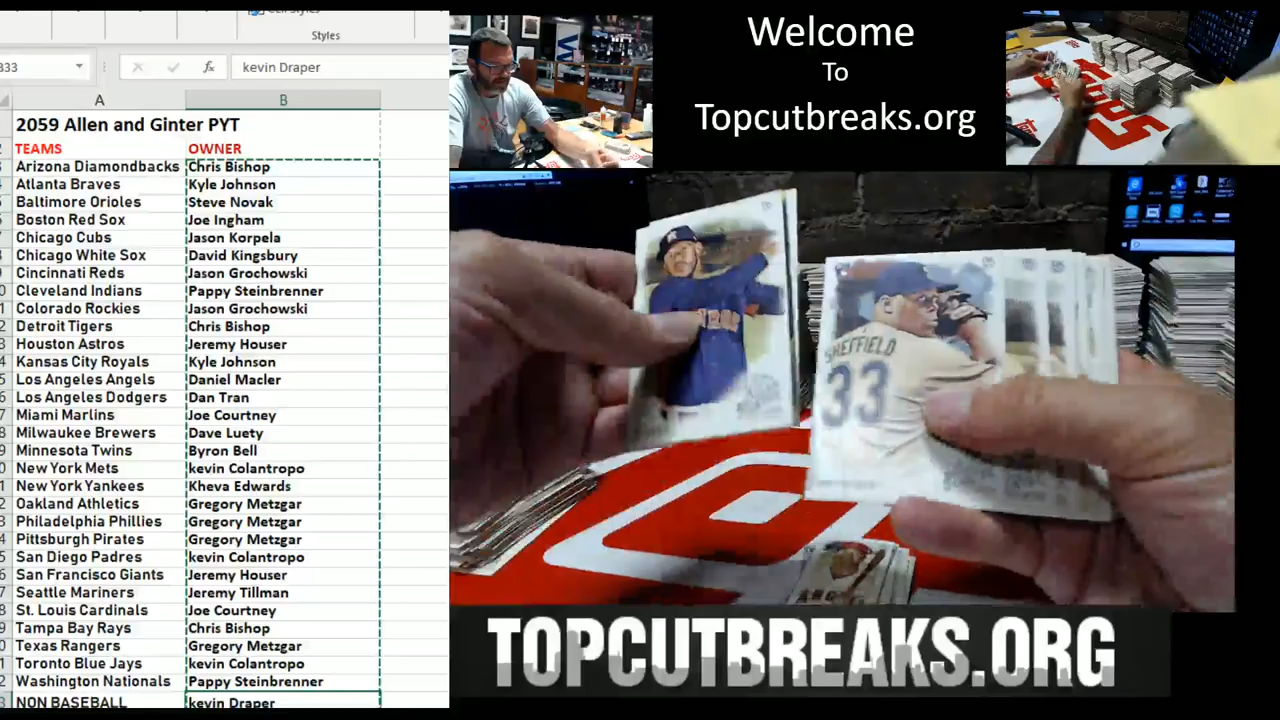 Styles
333
kevin Draper
A
B
2059 Allen and Ginter PYT
TEAMS OWNER
Arizona Diamondbacks Chris Bishop
Atlanta Braves Kyle Johnson
Baltimore Orioles Steve Novak
Boston Red Sox Joe Ingham
Chicago Cubs Jason Korpela
Chicago White Sox David Kingsbury
Cincinnati Reds Jason Grochowski
Cleveland Indians Pappy Steinbrenner
Colorado Rockies Jason Grochowski
Detroit Tigers Chris Bishop
Houston Astros Jeremy Houser
Kansas City Royals Kyle Johnson
Los Angeles Angels Daniel Macler
Los Angeles Dodgers Dan Tran
Miami Marlins Joe Courtney
Milwaukee Brewers Dave Luety
Minnesota Twins Byron Bell
New York Mets kevin Colantropo
New York Yankees Kheva Edwards
Oakland Athletics Gregory Metzgar
Philadelphia Phillies Gregory Metzgar
Pittsburgh Pirates Gregory Metzgar
San Diego Padres kevin Colantropo
San Francisco Giants Jeremy Houser
Seattle Mariners Jeremy Tillman
St. Louis Cardinals Joe Courtney
Tampa Bay Rays Chris Bishop
Texas Rangers Gregory Metzgar
Toronto Blue Jays kevin Colantropo
Washington Nationals Pappy Steinbrenner
NON BASEBALL kevin Draper
Welcome
To
Topcutbreaks.org
SHEFFIELD
33
TOPCUTBREAKS.ORG